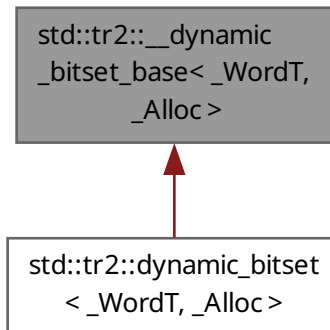 std::tr2::__dynamic
_bitset_base< _WordT,
_Alloc >
std::tr2::dynamic_bitset
< _WordT, _Alloc >